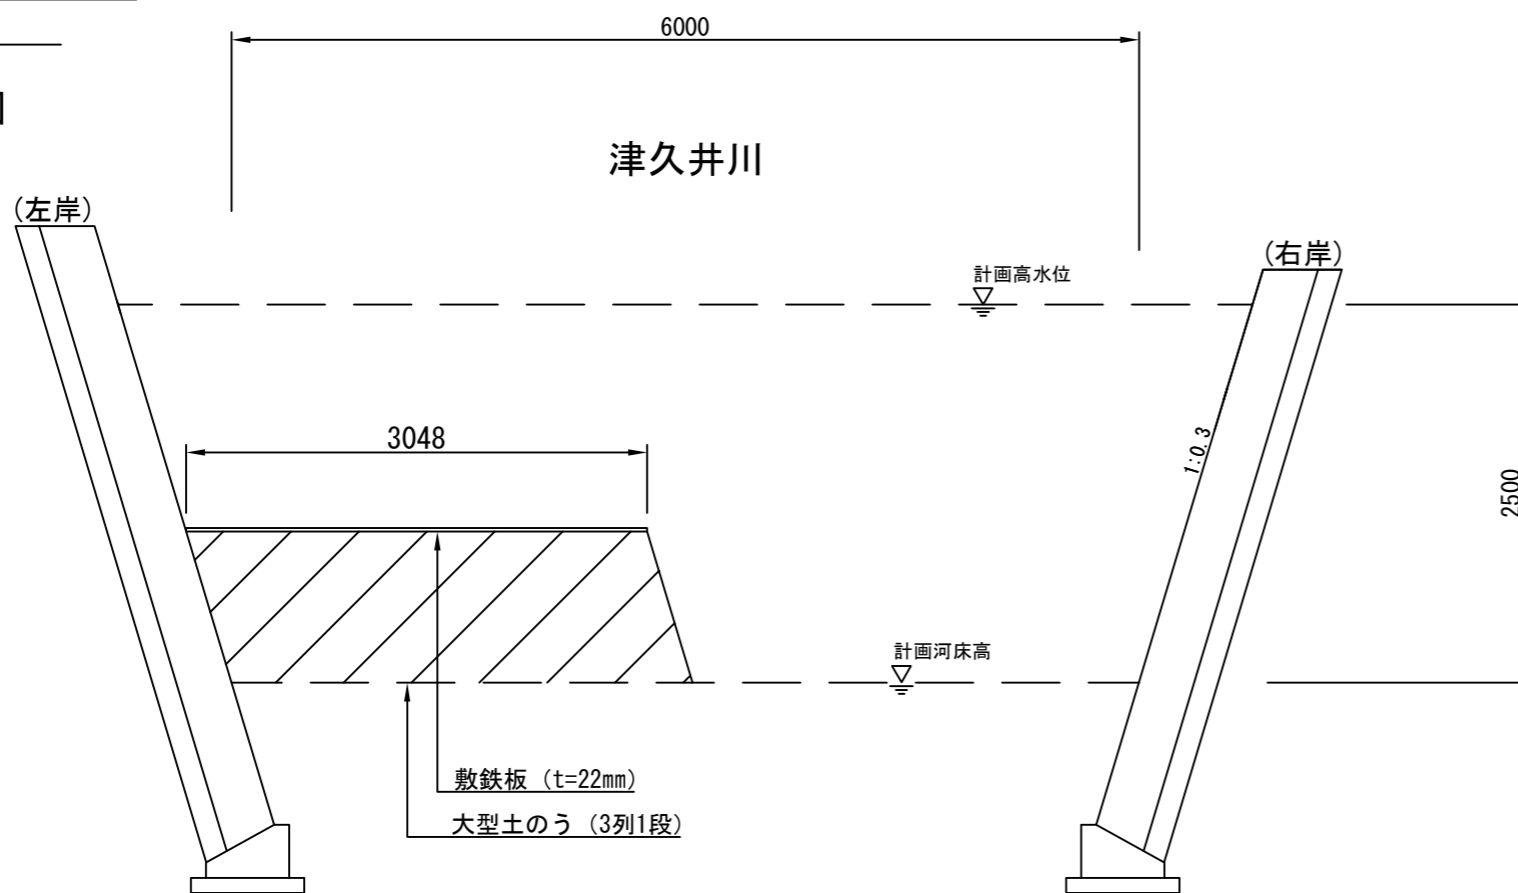 6000
津久井川
(左岸)
(右岸)
計画高水位
3048
1:0.3
2500
計画河床高
敷鉄板 (t=22mm)
大型土のう (3列1段)